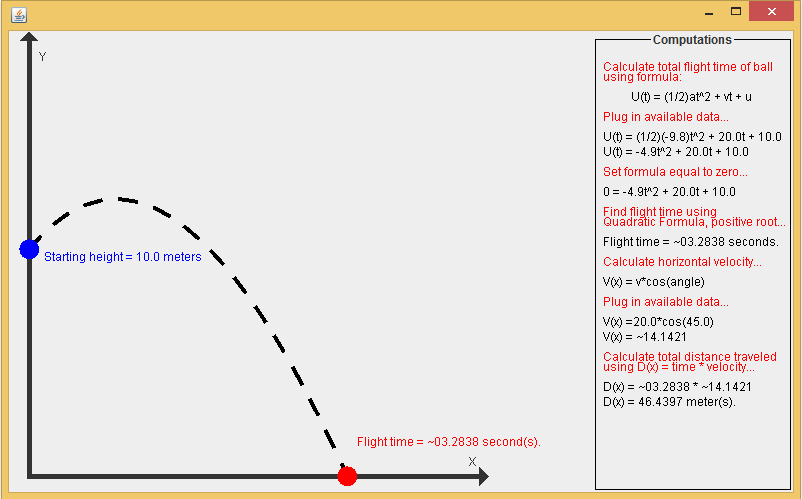 Y
Starting height = 10.0 meters
Flight time = ~03.2838 second(s).
X
Computations
Calculate total flight time of ball
using formula:
U(t) = (1/2)at^2 + vt + u
Plug in available data...
U(t) = (1/2)(-9.8)t^2 + 20.0t + 10.0
U(t) = -4.9t^2 + 20.0t + 10.0
Set formula equal to zero...
0 = -4.9t^2 + 20.0t + 10.0
Find flight time using
Quadratic Formula, positive root...
Flight time = ~03.2838 seconds.
Calculate horizontal velocity...
V(x) = v*cos(angle)
Plug in available data...
V(x) =20.0*cos(45.0)
V(x) = ~14.1421
Calculate total distance traveled
using D(x) = time * velocity...
D(x) = ~03.2838 * ~14.1421
D(x) = 46.4397 meter(s).